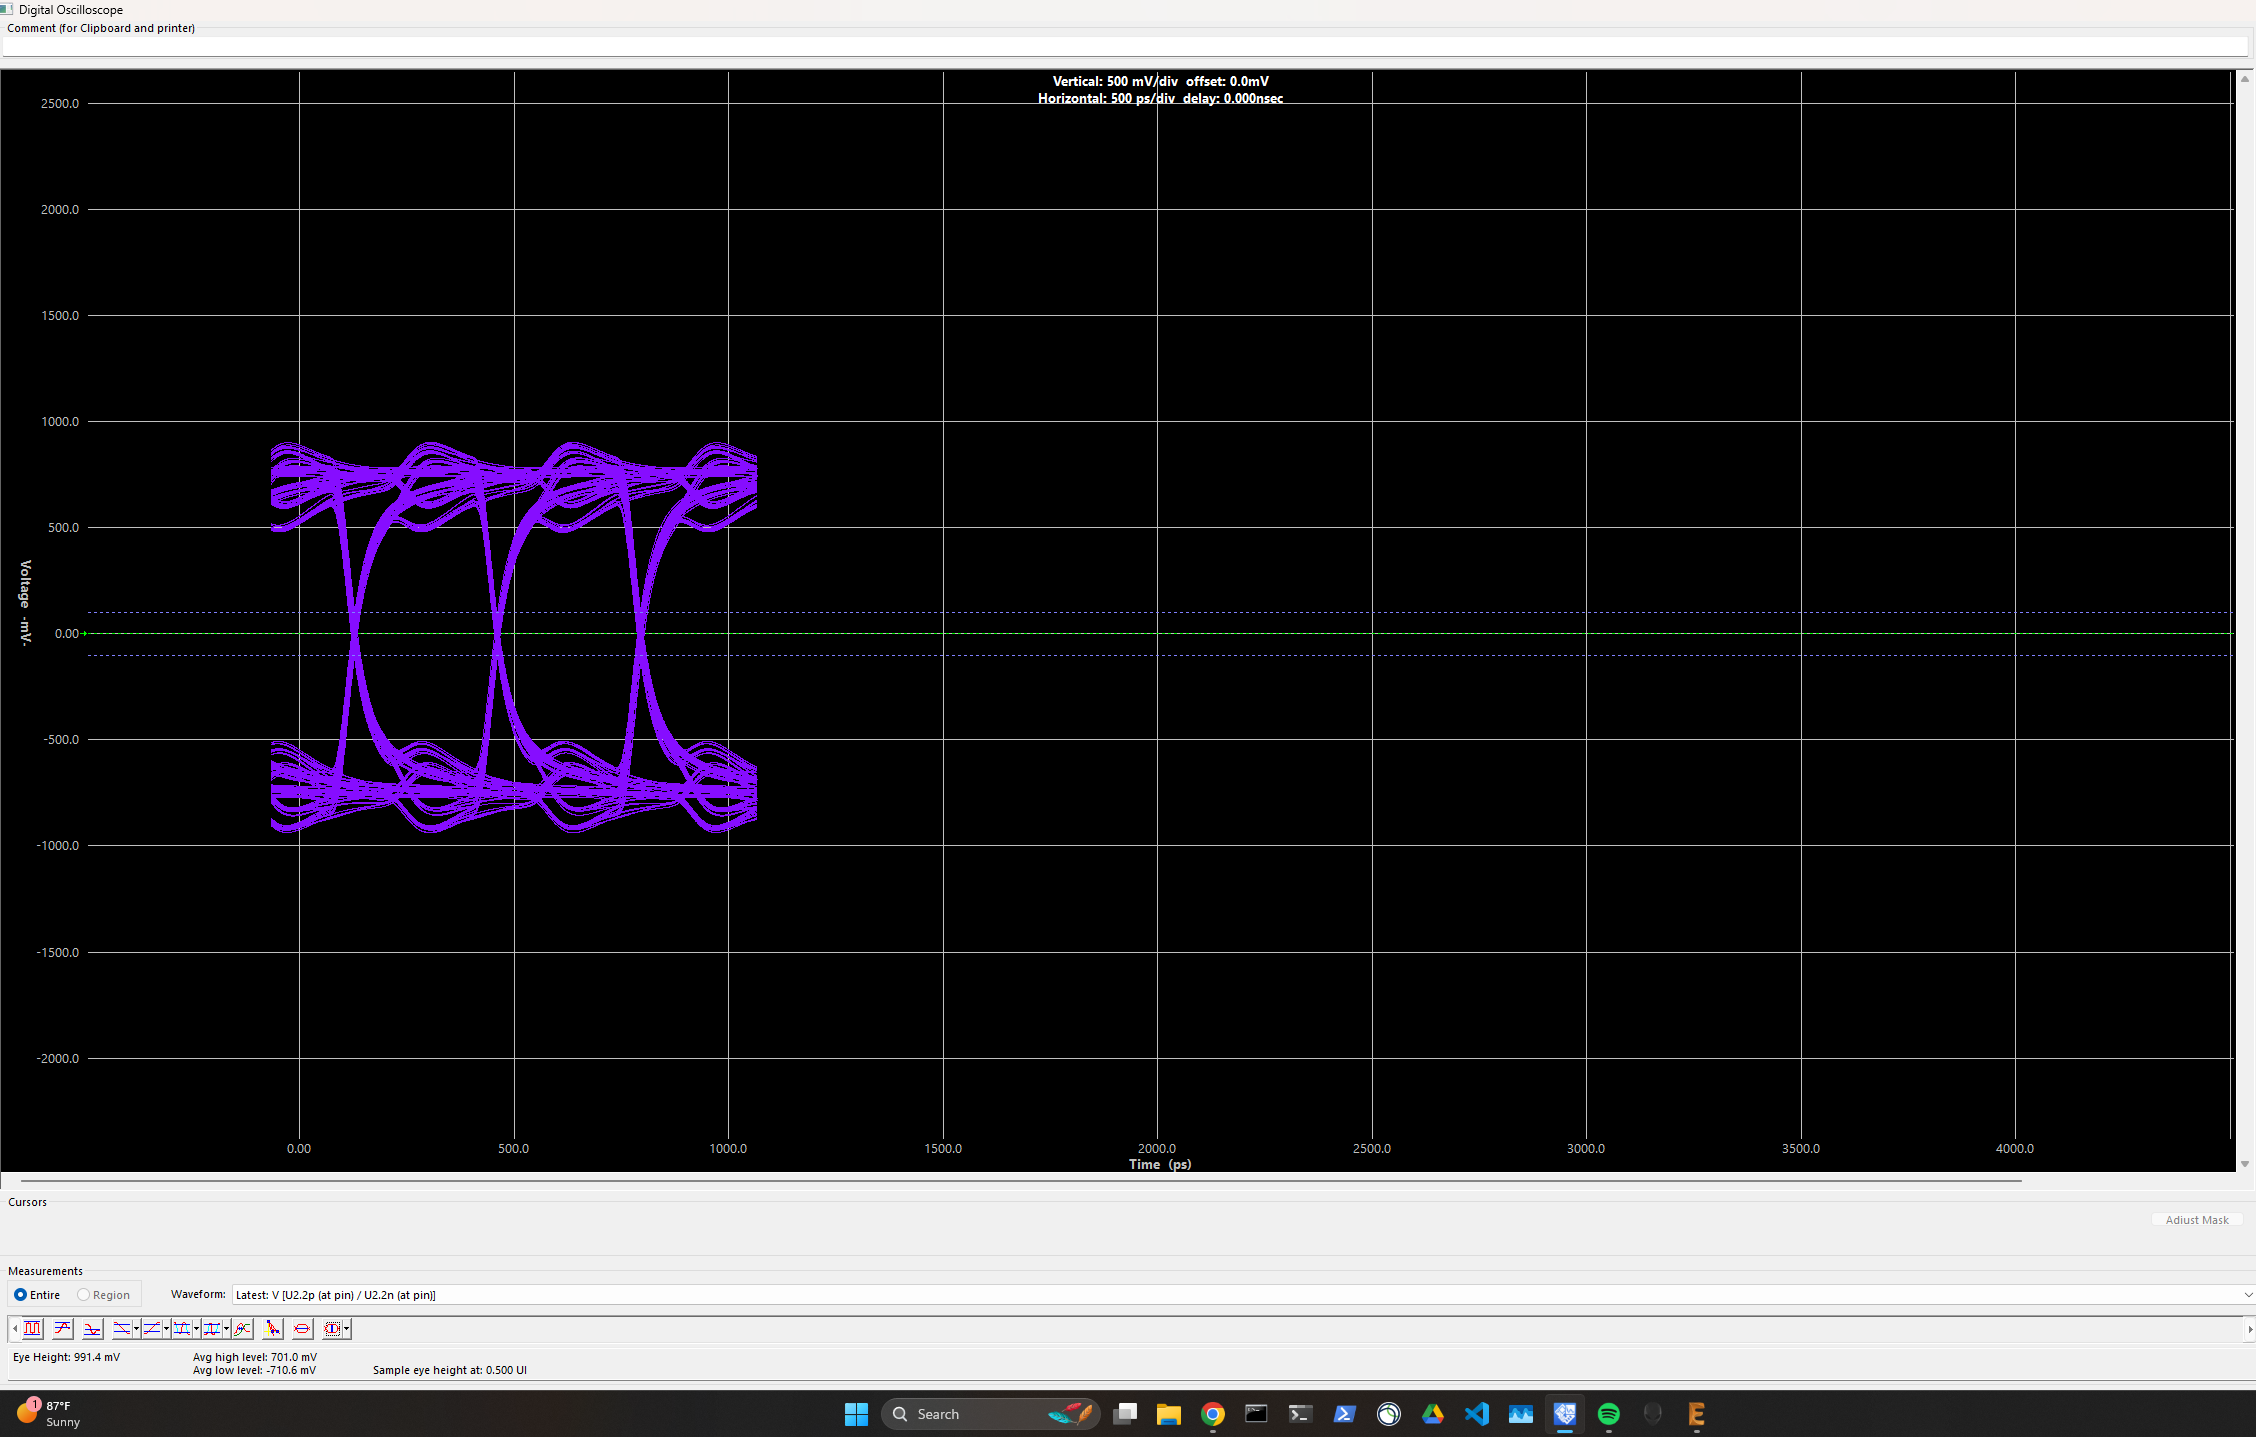 Digital Oscilloscope
Comment (for Clipboard and printer)
Vertical: 500 mV/div  offset: 0.0mV
Horizontal: 500 ps/div  delay: 0.000nsec
2500.0
2000.0
1500.0
1000.0
500.0
0.00
-500.0
-1000.0
-1500.0
-2000.0
Voltage -mV-
0.00 500.0 1000.0 1500.0 2000.0 2500.0 3000.0 3500.0 4000.0
Time (ps)
Cursors
Adjust Mask
Measurements
Entire Region Waveform: Latest: V [U2.2p (at pin) / U2.2n (at pin)]
Eye Height: 991.4 mV Avg high level: 701.0 mV
Avg low level: -710.6 mV Sample eye height at: 0.500 UI
1
87°F
Sunny
Search